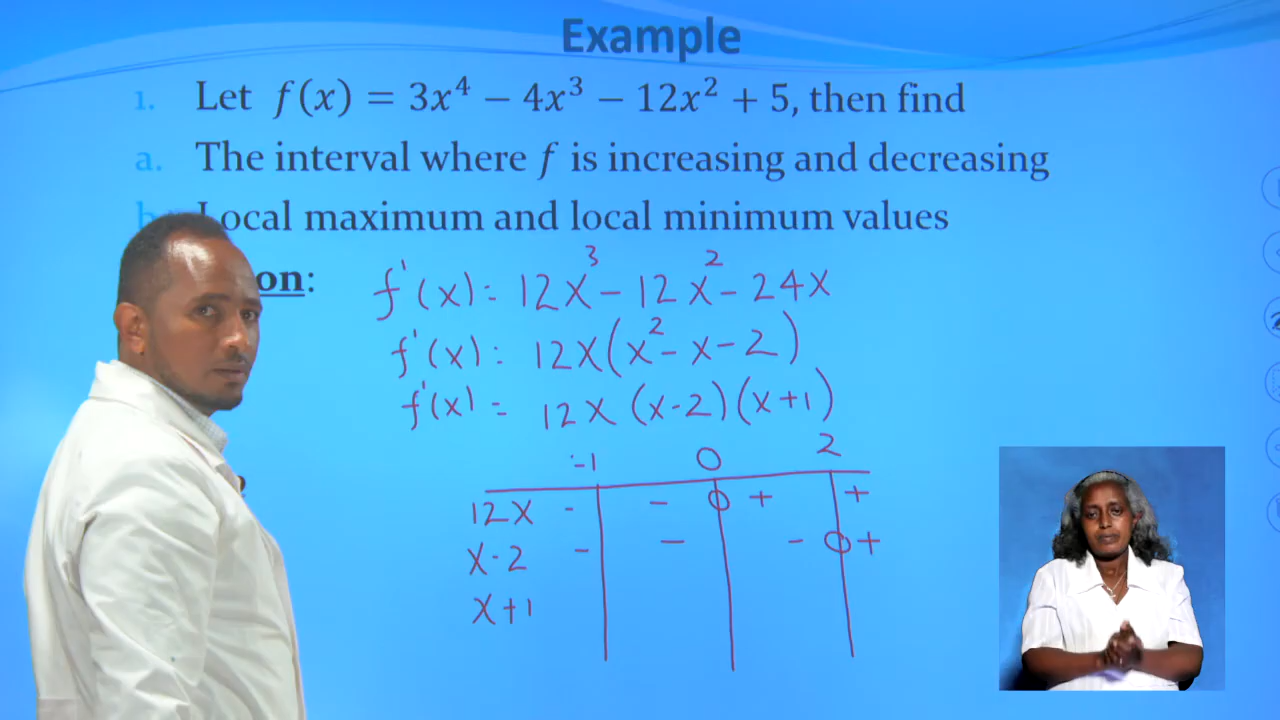 Example
1. Let f(x) = 3x⁴ − 4x³ − 12x² + 5, then find
a. The interval where f is increasing and decreasing
b. Local maximum and local minimum values
on:
f'(x) = 12x³ - 12x² - 24x
f'(x) = 12x(x² - x - 2)
f'(x) = 12x (x-2)(x+1)
-1 0 2
12x - - 0 + +
x-2 - - - 0 +
x+1